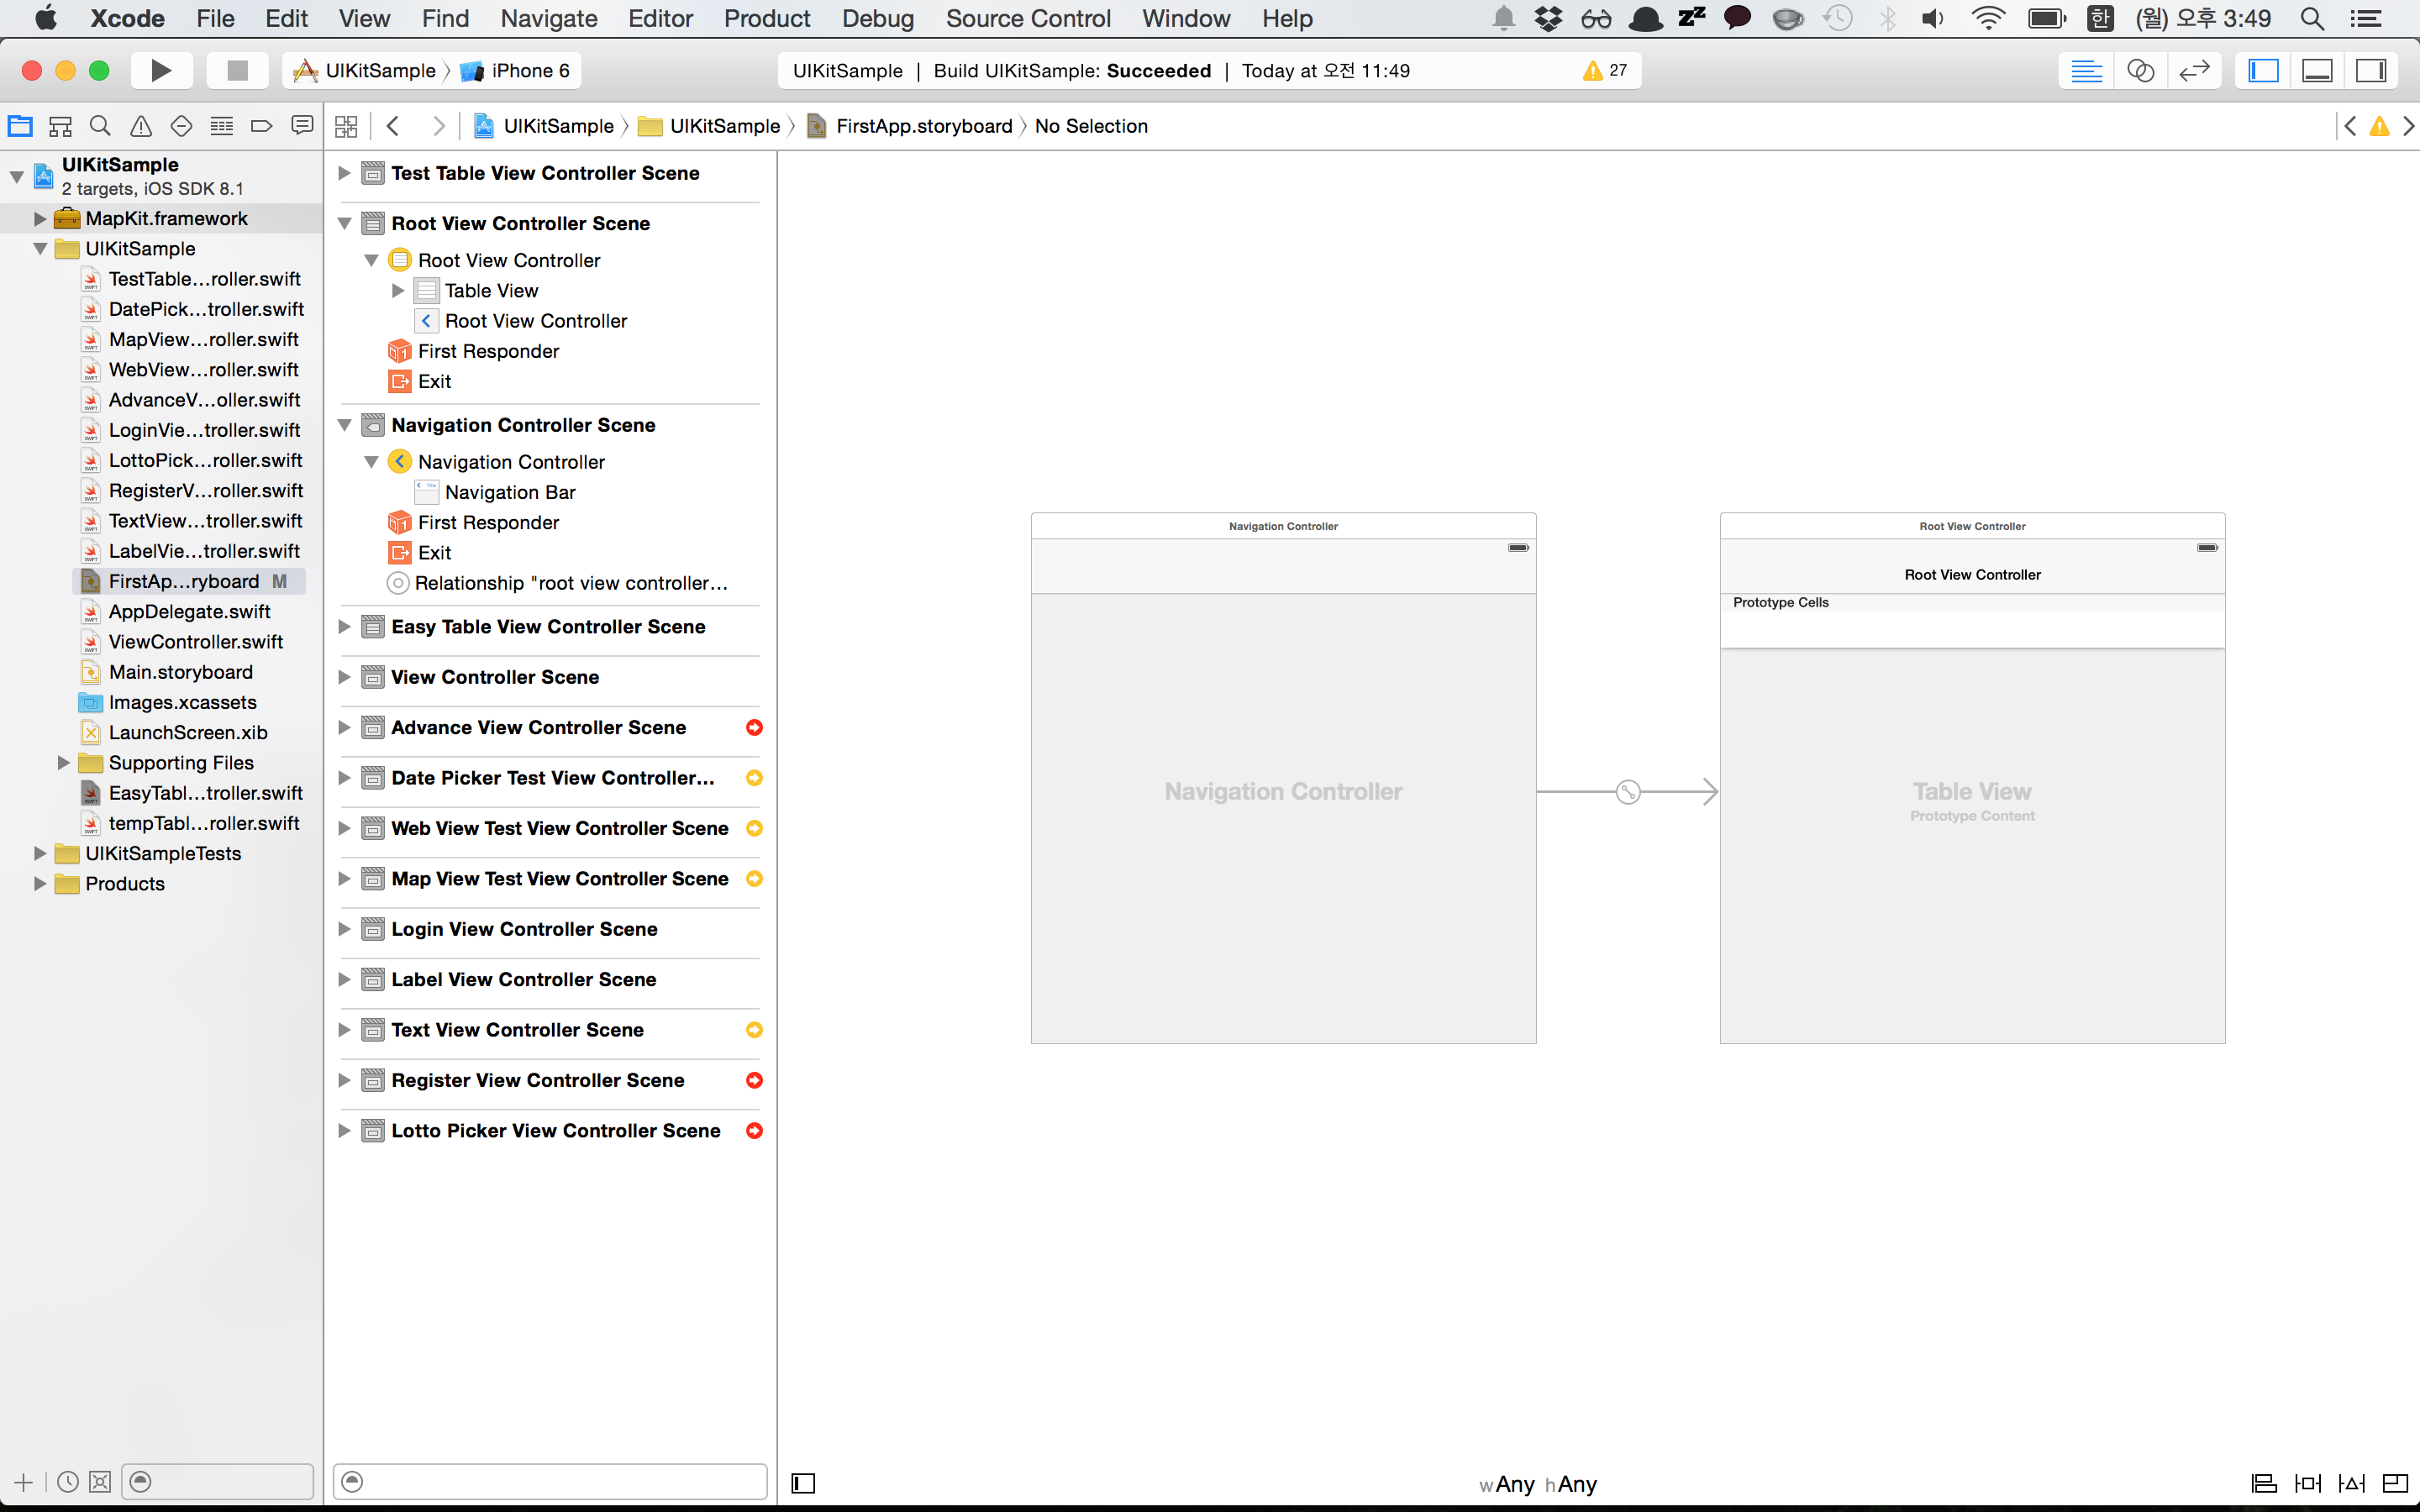 Xcode File Edit View Find Navigate Editor Product Debug Source Control Window Help zZ 한 (월) 오후 3:49
UIKitSample iPhone 6 UIKitSample | Build UIKitSample: Succeeded | Today at 오전 11:49 27
UIKitSample UIKitSample FirstApp.storyboard No Selection
UIKitSample
2 targets, iOS SDK 8.1
MapKit.framework
UIKitSample
TestTable...roller.swift
DatePick...troller.swift
MapView...roller.swift
WebView...roller.swift
AdvanceV...oller.swift
LoginVie...troller.swift
LottoPick...roller.swift
RegisterV...roller.swift
TextView...troller.swift
LabelVie...troller.swift
FirstAp...ryboard M
AppDelegate.swift
ViewController.swift
Main.storyboard
Images.xcassets
LaunchScreen.xib
Supporting Files
EasyTabl...troller.swift
tempTabl...roller.swift
UIKitSampleTests
Products
Test Table View Controller Scene
Root View Controller Scene
Root View Controller
Table View
Root View Controller
First Responder
Exit
Navigation Controller Scene
Navigation Controller
Navigation Bar
First Responder
Exit
Relationship "root view controller...
Easy Table View Controller Scene
View Controller Scene
Advance View Controller Scene
Date Picker Test View Controller...
Web View Test View Controller Scene
Map View Test View Controller Scene
Login View Controller Scene
Label View Controller Scene
Text View Controller Scene
Register View Controller Scene
Lotto Picker View Controller Scene
Navigation Controller
Navigation Controller
Root View Controller
Root View Controller
Prototype Cells
Table View
Prototype Content
wAny hAny